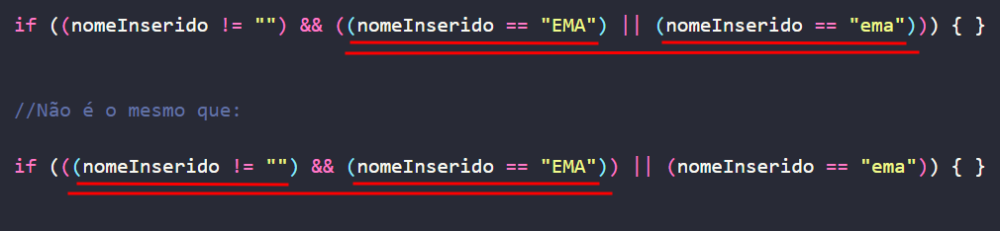 if ((nomeInserido != "") && ((nomeInserido == "EMA") || (nomeInserido == "ema"))) { }
//Não é o mesmo que:
if (((nomeInserido != "") && (nomeInserido == "EMA")) || (nomeInserido == "ema")) { }